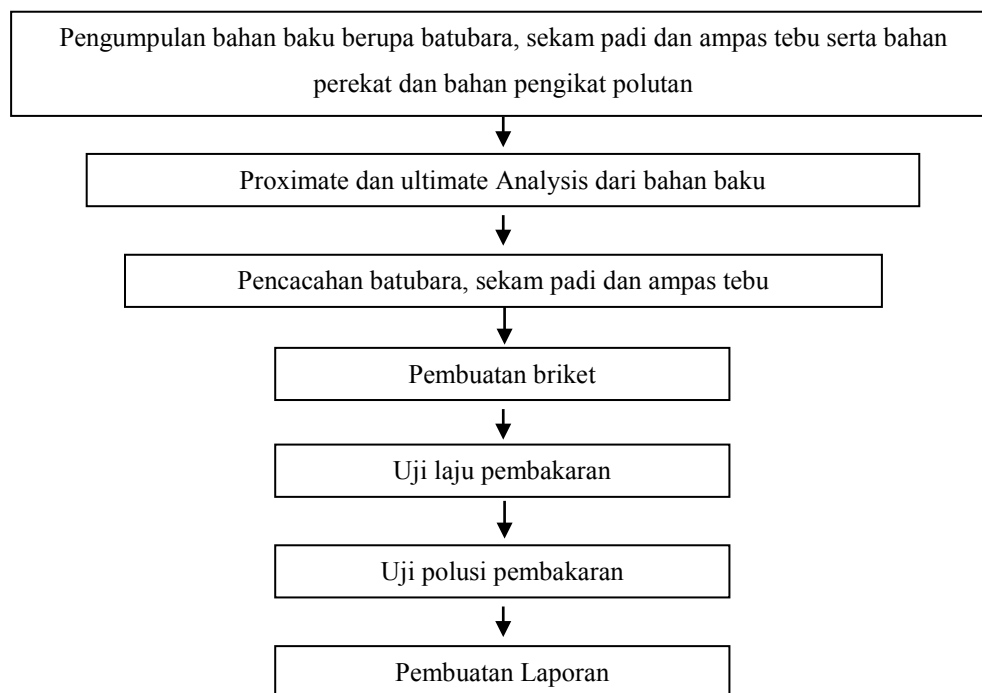 Pengumpulan bahan baku berupa batubara, sekam padi dan ampas tebu serta bahan
perekat dan bahan pengikat polutan
Proximate dan ultimate Analysis dari bahan baku
Pencacahan batubara, sekam padi dan ampas tebu
Pembuatan briket
Uji laju pembakaran
Uji polusi pembakaran
Pembuatan Laporan